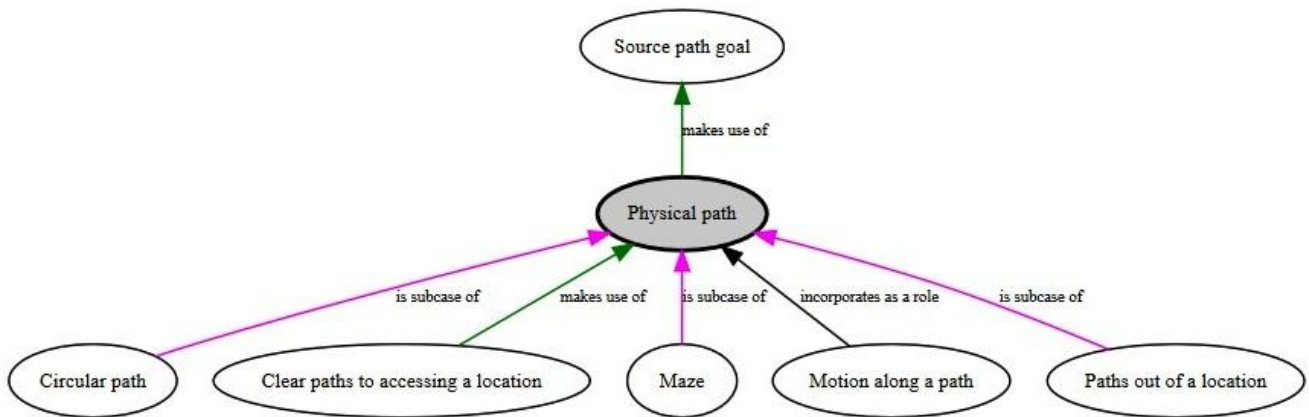 Source path goal
makes use of
Physical path
is subcase of
makes use of
is subcase of
incorporates as a role
is subcase of
Circular path
Clear paths to accessing a location
Maze
Motion along a path
Paths out of a location